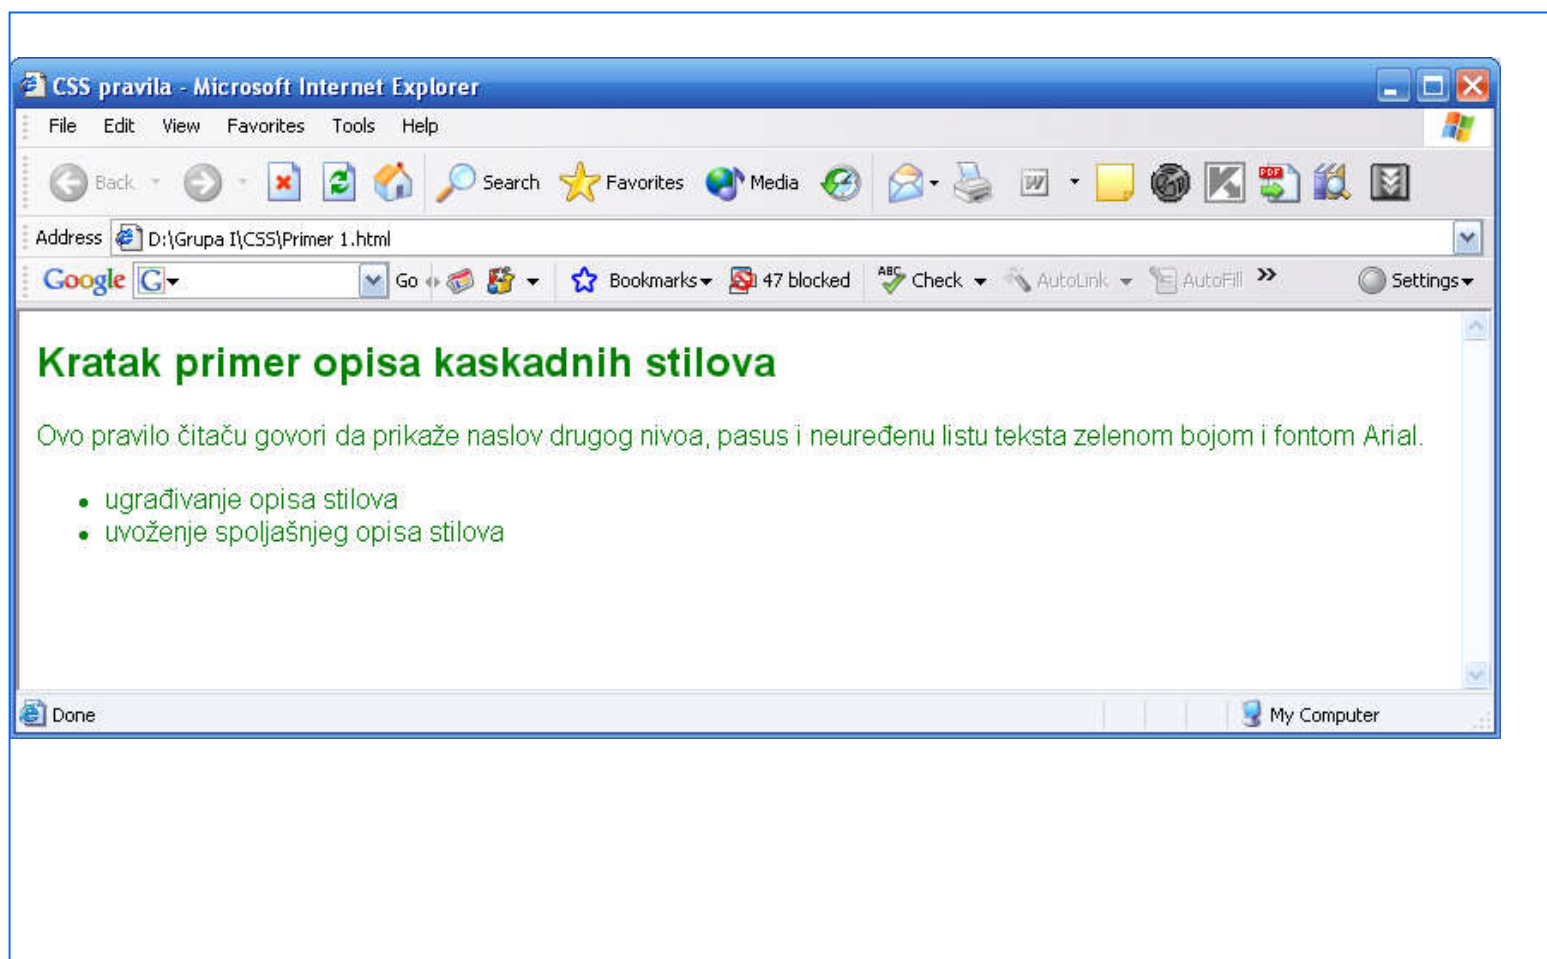 CSS pravila - Microsoft Internet Explorer
File Edit View Favorites Tools Help
Back Search Favorites Media W PDF
Address D:\Grupa I\CSS\Primer 1.html
Google G Go Bookmarks 47 blocked ABC Check AutoLink AutoFill >> Settings
Kratak primer opisa kaskadnih stilova
Ovo pravilo čitaču govori da prikaže naslov drugog nivoa, pasus i neuređenu listu teksta zelenom bojom i fontom Arial.
• ugrađivanje opisa stilova
• uvoženje spoljašnjeg opisa stilova
Done My Computer